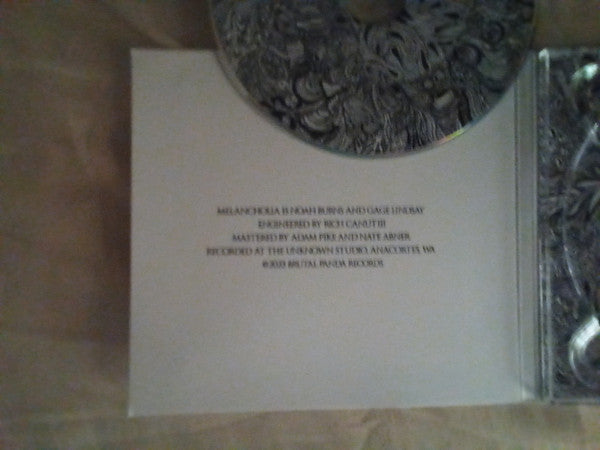 MELANCHOLIA IS NOAH BURNS AND GAGE LINDSAY
ENGINEERED BY RICH
MASTERED BY ADAM PIKE AND NATE ABNER
RECORDED AT THE UNKNOWN STUDIO, ANACORTES, WA
BRUTAL PANDA RECORDS